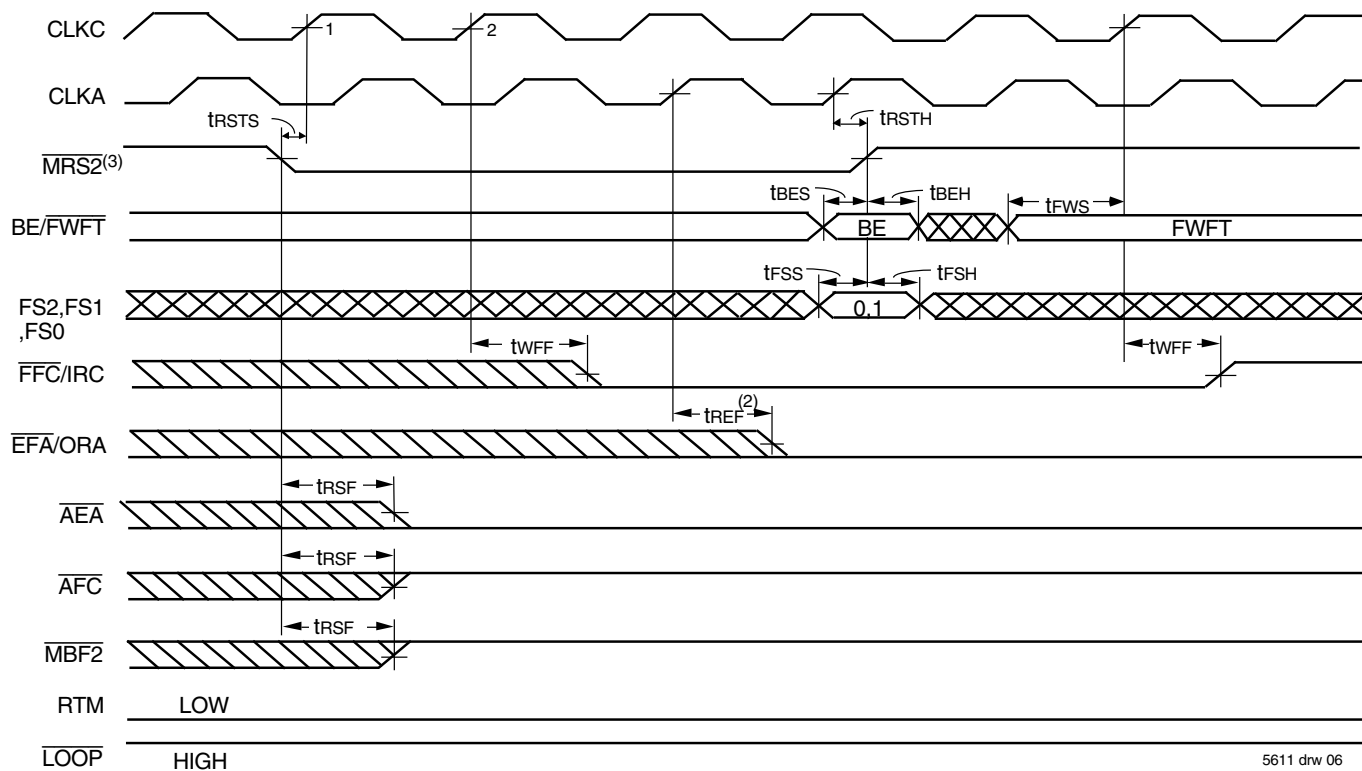 CLKC
1
2
CLKA
tRSTS
tRSTH
MRS2(3)
tBES
tBEH
tFWS
BE/FWFT
BE
FWFT
tFSS
tFSH
FS2,FS1
,FS0
0,1
tWFF
tWFF
FFC/IRC
tREF(2)
EFA/ORA
tRSF
AEA
tRSF
AFC
tRSF
MBF2
RTM
LOW
LOOP
HIGH
5611 drw 06